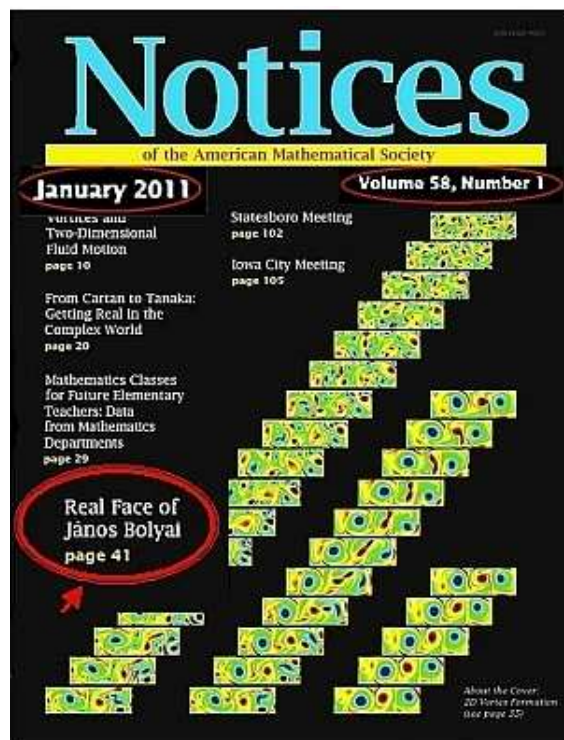 Notices
of the American Mathematical Society
January 2011
Volume 58, Number 1
Vortices and
Two-Dimensional
Fluid Motion
page 10
Statesboro Meeting
page 102
Iowa City Meeting
page 105
From Cartan to Tanaka:
Getting Real in the
Complex World
page 20
Mathematics Classes
for Future Elementary
Teachers: Data
from Mathematics
Departments
page 29
Real Face of
János Bolyai
page 41
About the Cover:
2D Vortex Formation
(see page 35)